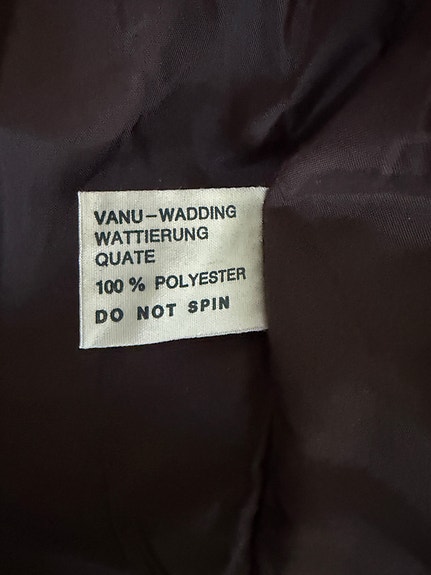 VANU-WADDING
WATTIERUNG
QUATE
100 % POLYESTER
DO NOT SPIN